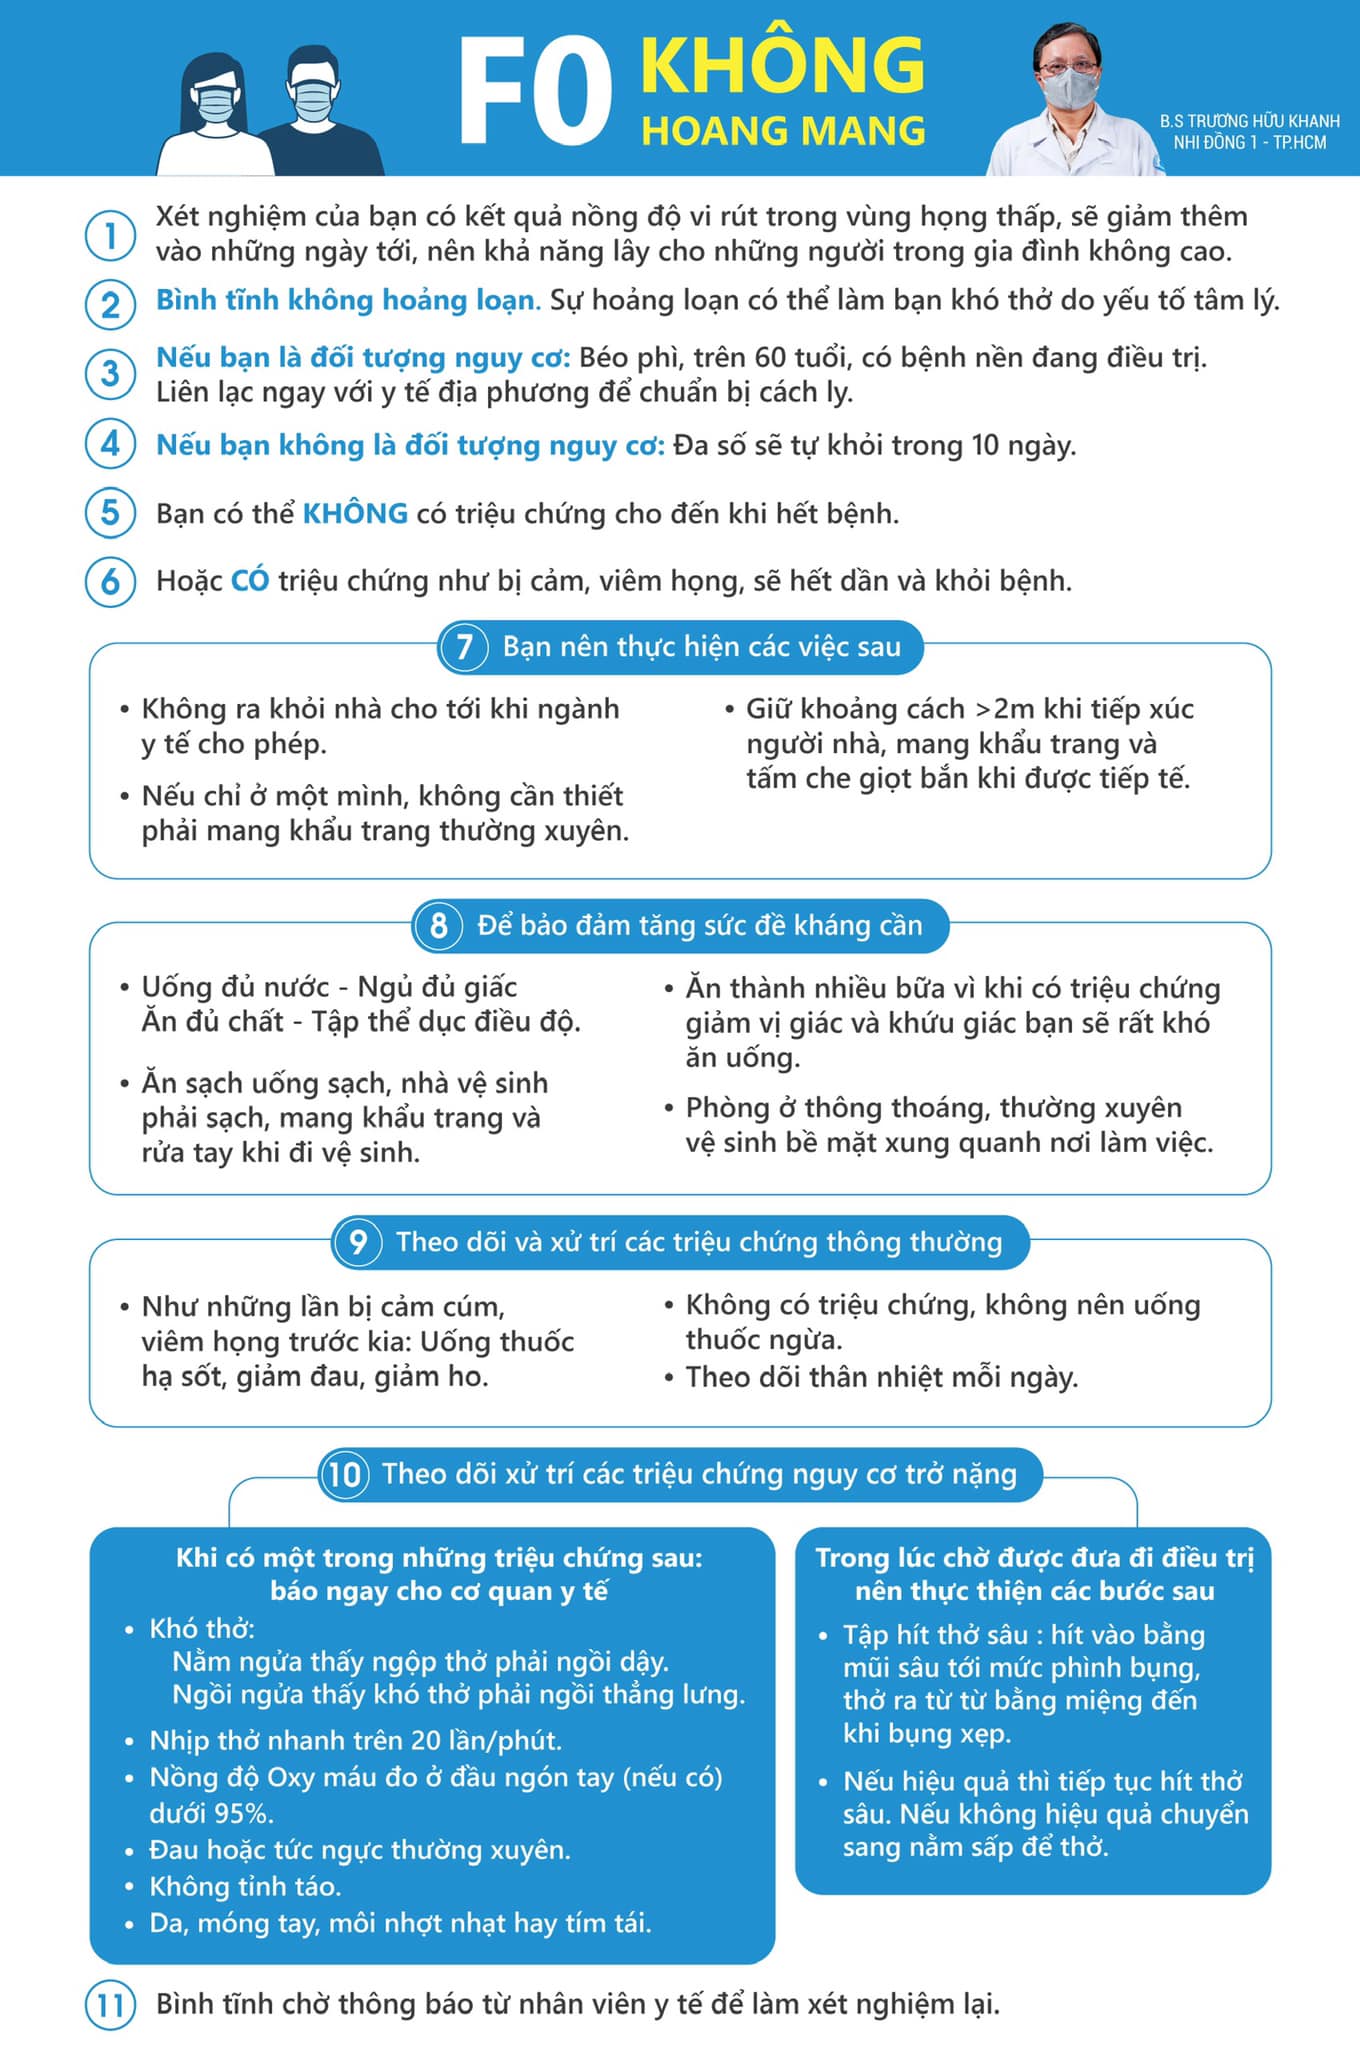 F0
KHÔNG
HOANG MANG
B.S TRƯƠNG HỮU KHANH
NHI ĐỒNG 1 - TP.HCM
1
Xét nghiệm của bạn có kết quả nồng độ vi rút trong vùng họng thấp, sẽ giảm thêm
vào những ngày tới, nên khả năng lây cho những người trong gia đình không cao.
2
Bình tĩnh không hoảng loạn. Sự hoảng loạn có thể làm bạn khó thở do yếu tố tâm lý.
3
Nếu bạn là đối tượng nguy cơ: Béo phì, trên 60 tuổi, có bệnh nền đang điều trị.
Liên lạc ngay với y tế địa phương để chuẩn bị cách ly.
4
Nếu bạn không là đối tượng nguy cơ: Đa số sẽ tự khỏi trong 10 ngày.
5
Bạn có thể KHÔNG có triệu chứng cho đến khi hết bệnh.
6
Hoặc CÓ triệu chứng như bị cảm, viêm họng, sẽ hết dần và khỏi bệnh.
7 Bạn nên thực hiện các việc sau
• Không ra khỏi nhà cho tới khi ngành
y tế cho phép.
• Nếu chỉ ở một mình, không cần thiết
phải mang khẩu trang thường xuyên.
• Giữ khoảng cách >2m khi tiếp xúc
người nhà, mang khẩu trang và
tấm che giọt bắn khi được tiếp tế.
8 Để bảo đảm tăng sức đề kháng cần
• Uống đủ nước - Ngủ đủ giấc
Ăn đủ chất - Tập thể dục điều độ.
• Ăn sạch uống sạch, nhà vệ sinh
phải sạch, mang khẩu trang và
rửa tay khi đi vệ sinh.
• Ăn thành nhiều bữa vì khi có triệu chứng
giảm vị giác và khứu giác bạn sẽ rất khó
ăn uống.
• Phòng ở thông thoáng, thường xuyên
vệ sinh bề mặt xung quanh nơi làm việc.
9 Theo dõi và xử trí các triệu chứng thông thường
• Như những lần bị cảm cúm,
viêm họng trước kia: Uống thuốc
hạ sốt, giảm đau, giảm ho.
• Không có triệu chứng, không nên uống
thuốc ngừa.
• Theo dõi thân nhiệt mỗi ngày.
10 Theo dõi xử trí các triệu chứng nguy cơ trở nặng
Khi có một trong những triệu chứng sau:
báo ngay cho cơ quan y tế
• Khó thở:
Nằm ngửa thấy ngộp thở phải ngồi dậy.
Ngồi ngửa thấy khó thở phải ngồi thẳng lưng.
• Nhịp thở nhanh trên 20 lần/phút.
• Nồng độ Oxy máu đo ở đầu ngón tay (nếu có)
dưới 95%.
• Đau hoặc tức ngực thường xuyên.
• Không tỉnh táo.
• Da, móng tay, môi nhợt nhạt hay tím tái.
Trong lúc chờ được đưa đi điều trị
nên thực thiện các bước sau
• Tập hít thở sâu : hít vào bằng
mũi sâu tới mức phình bụng,
thở ra từ từ bằng miệng đến
khi bụng xẹp.
• Nếu hiệu quả thì tiếp tục hít thở
sâu. Nếu không hiệu quả chuyển
sang nằm sấp để thở.
11
Bình tĩnh chờ thông báo từ nhân viên y tế để làm xét nghiệm lại.